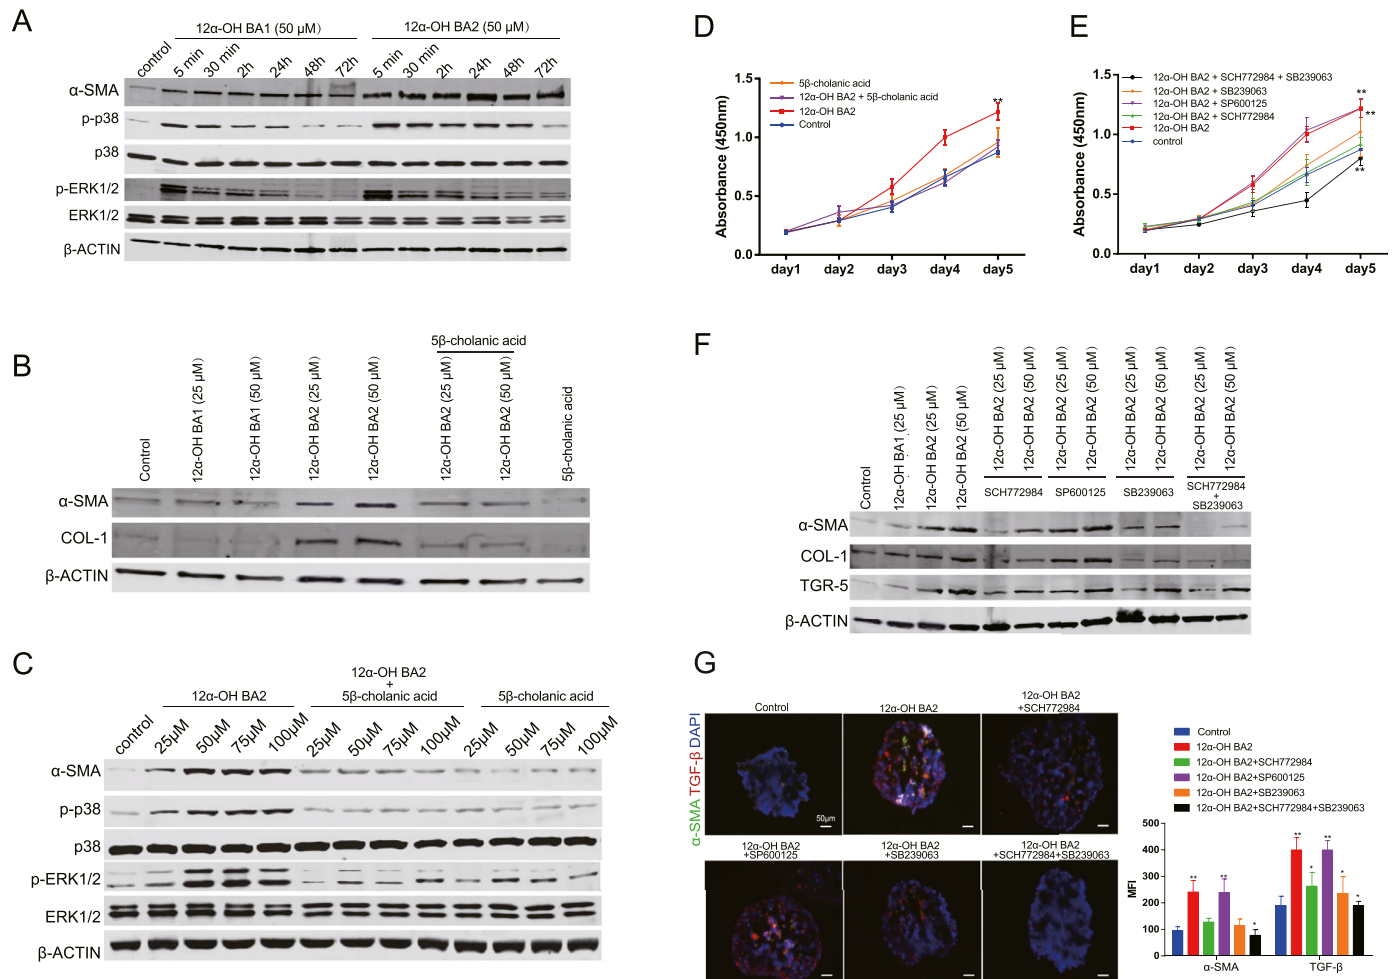 A
12α-OH BA1 (50 μM)
12α-OH BA2 (50 μM)
control
5 min
30 min
2h
24h
48h
72h
5 min
30 min
2h
24h
48h
72h
α-SMA
p-p38
p38
p-ERK1/2
ERK1/2
β-ACTIN
B
5β-cholanic acid
Control
12α-OH BA1 (25 μM)
12α-OH BA1 (50 μM)
12α-OH BA2 (25 μM)
12α-OH BA2 (50 μM)
12α-OH BA2 (25 μM)
12α-OH BA2 (50 μM)
5β-cholanic acid
α-SMA
COL-1
β-ACTIN
C
12α-OH BA2
12α-OH BA2
+
5β-cholanic acid
5β-cholanic acid
control
25μM
50μM
75μM
100μM
25μM
50μM
75μM
100μM
25μM
50μM
75μM
100μM
α-SMA
p-p38
p38
p-ERK1/2
ERK1/2
β-ACTIN
D
Absorbance (450nm)
1.5
1.0
0.5
0.0
5β-cholanic acid
12α-OH BA2 + 5β-cholanic acid
12α-OH BA2
Control
**
day1 day2 day3 day4 day5
E
Absorbance (450nm)
1.5
1.0
0.5
0.0
12α-OH BA2 + SCH772984 + SB239063
12α-OH BA2 + SB239063
12α-OH BA2 + SP600125
12α-OH BA2 + SCH772984
12α-OH BA2
control
**
**
**
day1 day2 day3 day4 day5
F
Control
12α-OH BA1 (25 μM)
12α-OH BA2 (25 μM)
12α-OH BA2 (50 μM)
12α-OH BA2 (25 μM)
12α-OH BA2 (50 μM)
12α-OH BA2 (25 μM)
12α-OH BA2 (50 μM)
12α-OH BA2 (25 μM)
12α-OH BA2 (50 μM)
12α-OH BA2 (25 μM)
12α-OH BA2 (50 μM)
SCH772984
SP600125
SB239063
SCH772984
+
SB239063
α-SMA
COL-1
TGR-5
β-ACTIN
G
α-SMA TGF-β DAPI
Control
12α-OH BA2
12α-OH BA2
+SCH772984
50μm
12α-OH BA2
+SP600125
12α-OH BA2
+SB239063
12α-OH BA2
+SCH772984+SB239063
Control
12α-OH BA2
12α-OH BA2+SCH772984
12α-OH BA2+SP600125
12α-OH BA2+SB239063
12α-OH BA2+SCH772984+SB239063
MFI
500
400
300
200
100
0
** ** * ** * ** * *
α-SMA TGF-β